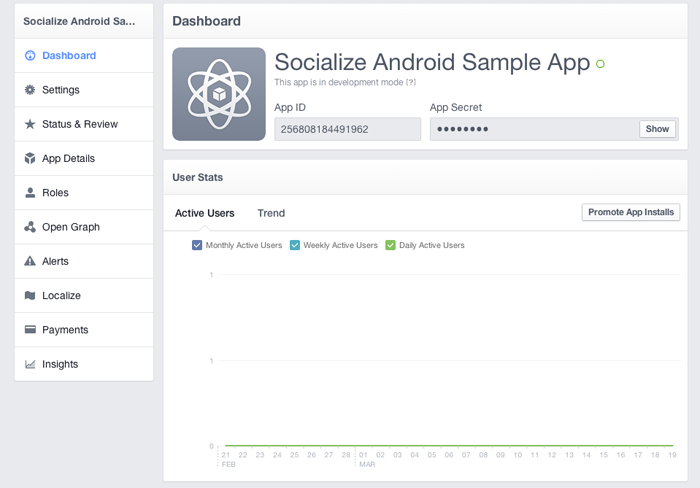 Socialize Android Sa...
Dashboard
Settings
Status & Review
App Details
Roles
Open Graph
Alerts
Localize
Payments
Insights
Dashboard
Socialize Android Sample App
This app is in development mode [?]
App ID
App Secret
256808184491962
●●●●●●●●
Show
User Stats
Active Users
Trend
Promote App Installs
Monthly Active Users
Weekly Active Users
Daily Active Users
1
1
0
21 22 23 24 25 26 27 28 01 02 03 04 05 06 07 08 09 10 11 12 13 14 15 16 17 18 19
FEB MAR